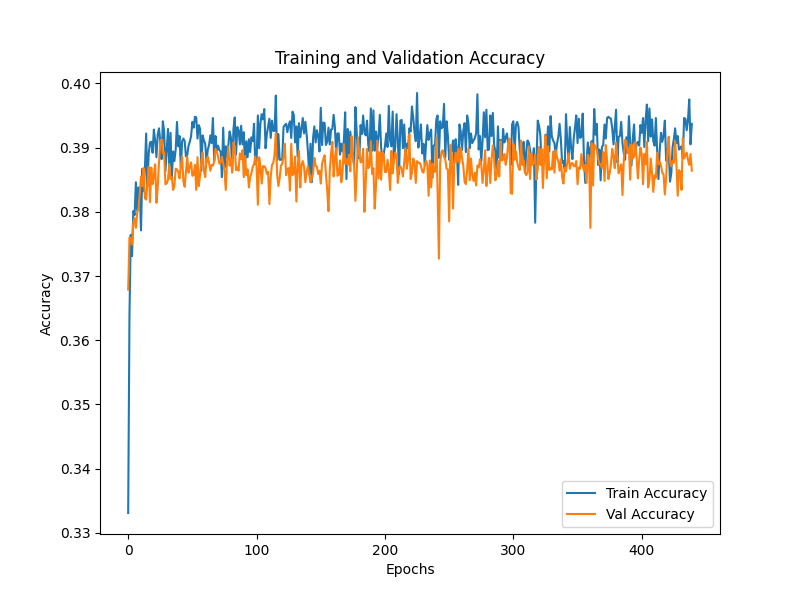 Training and Validation Accuracy
0.40
0.39
0.38
0.37
0.36
0.35
0.34
0.33
Accuracy
0 100 200 300 400
Epochs
Train Accuracy
Val Accuracy